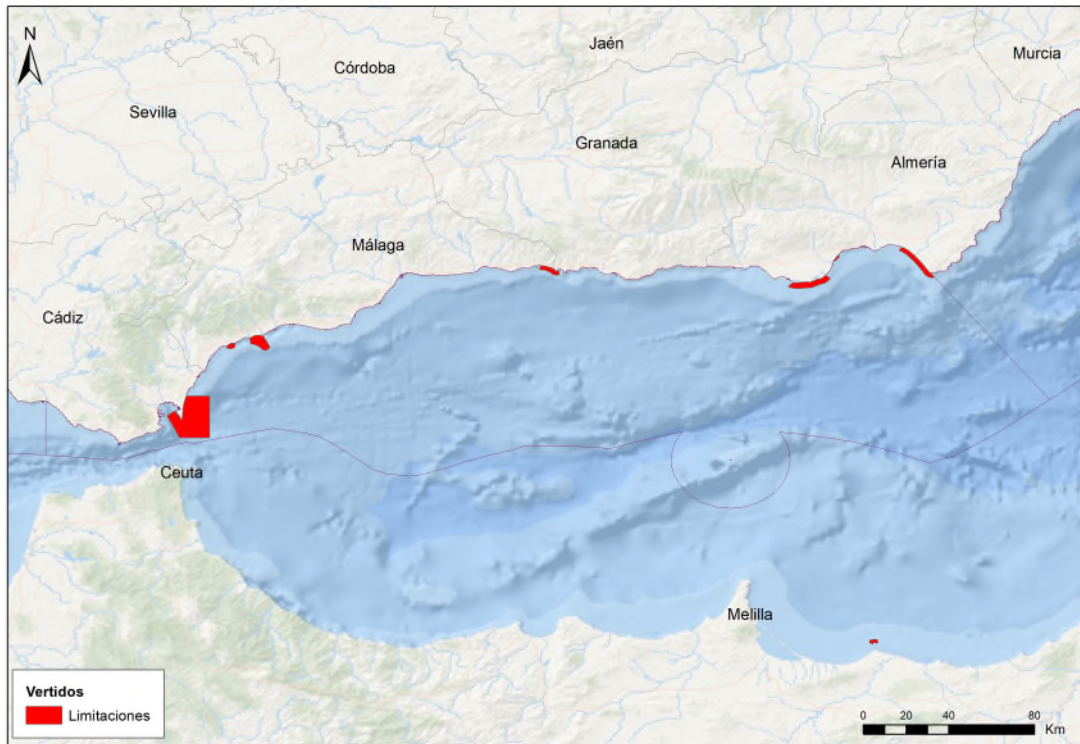 N
Jaén
Murcia
Córdoba
Sevilla
Granada
Almería
Málaga
Cádiz
Ceuta
Melilla
Vertidos
Limitaciones
0 20 40 80
Km